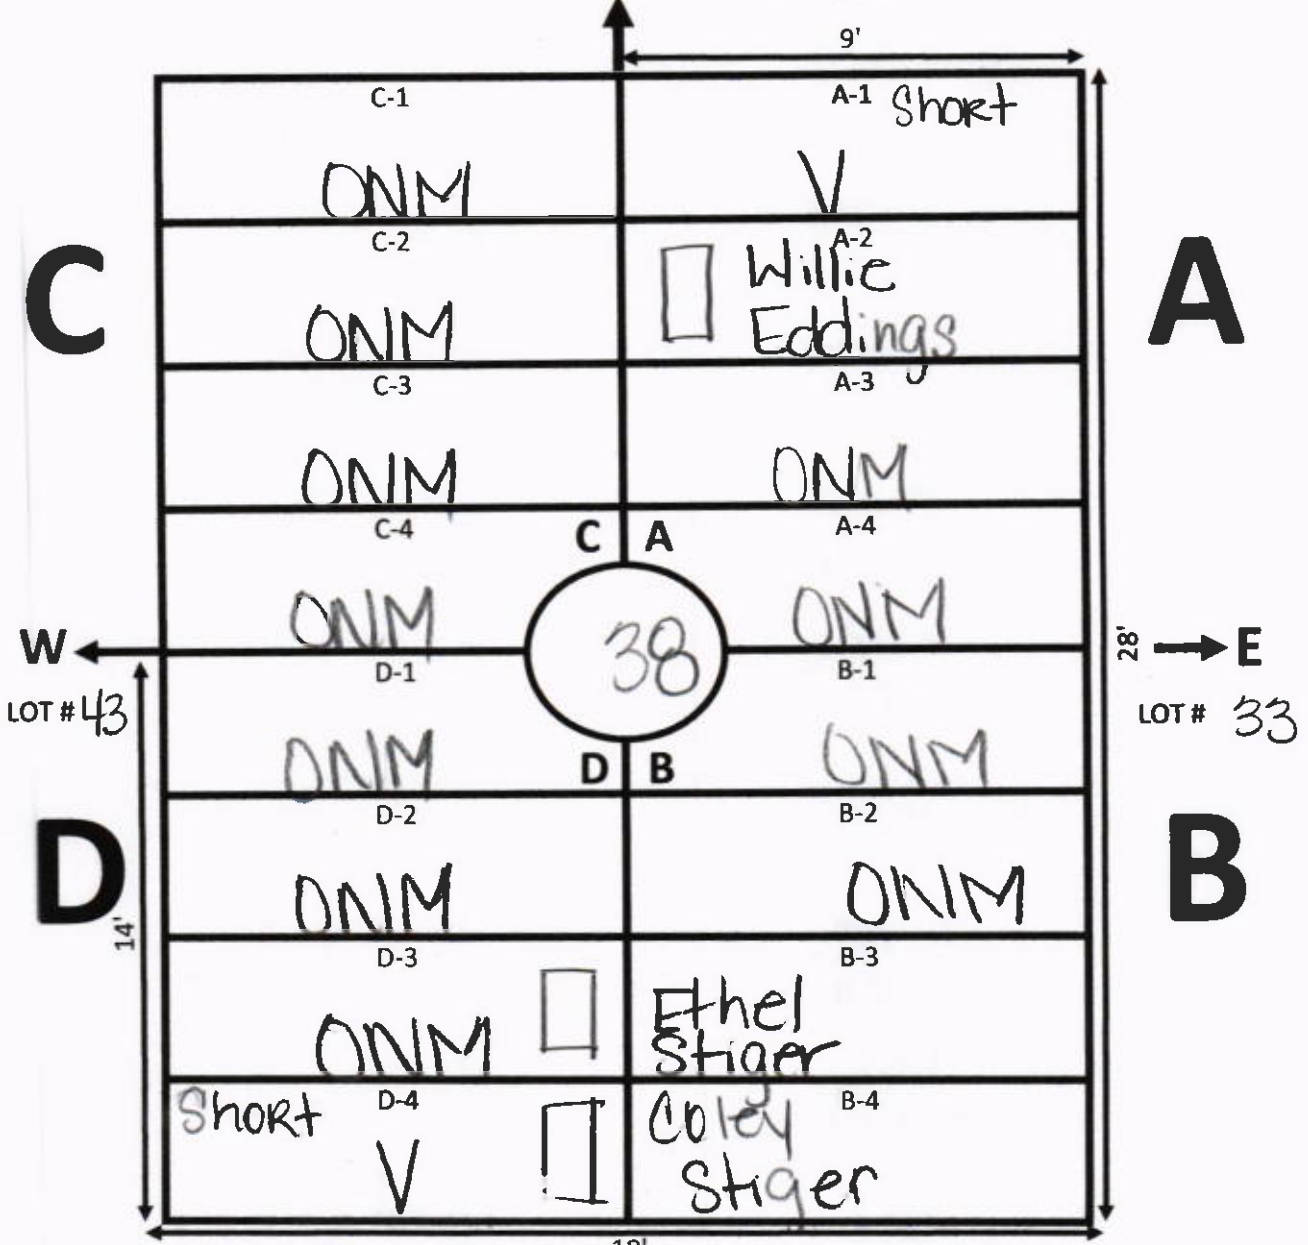 9'
C-1
A-1 Short
ONM
V
C-2
A-2
Willie
Eddings
ONM
C
A
C-3
A-3
ONM
ONM
C-4
C A
A-4
ONM
ONM
W
38
28'
E
D-1
B-1
LOT # 43
LOT # 33
ONM
ONM
D B
D-2
B-2
D
B
ONM
ONM
14'
D-3
B-3
Ethel
Stiger
ONM
Short
D-4
B-4
Coley
Stiger
V
18'